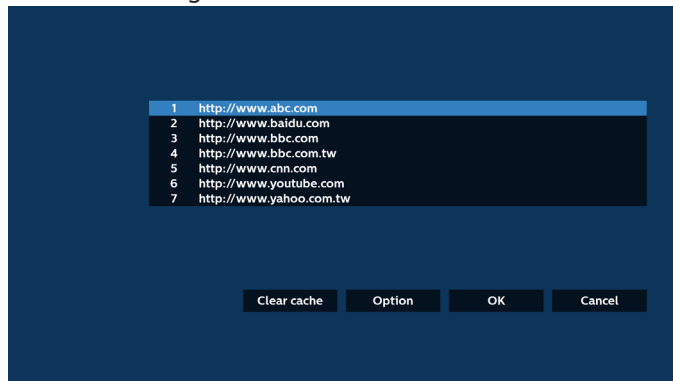 1 http://www.abc.com
2 http://www.baidu.com
3 http://www.bbc.com
4 http://www.bbc.com.tw
5 http://www.cnn.com
6 http://www.youtube.com
7 http://www.yahoo.com.tw
Clear cache Option OK Cancel